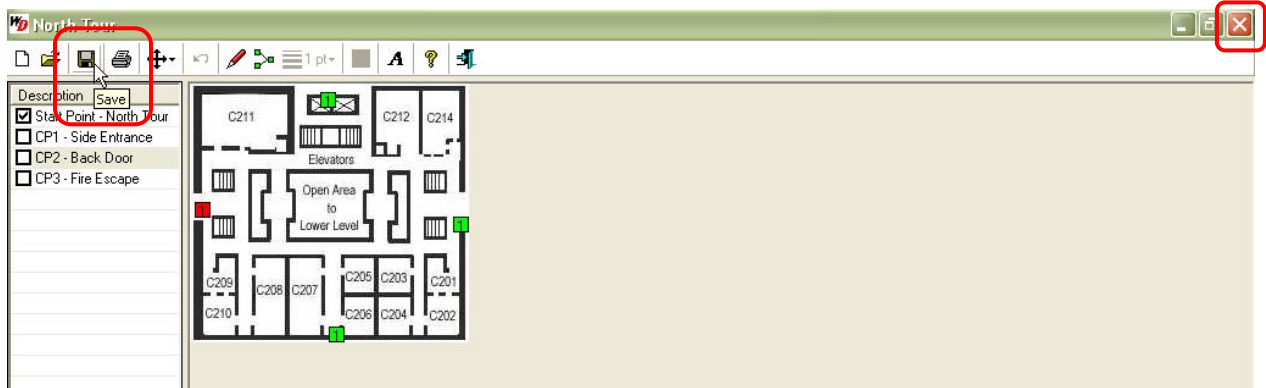 WD North Tour
1 pt
A ?
Description
Save
Start Point - North Tour
CP1 - Side Entrance
CP2 - Back Door
CP3 - Fire Escape
1
C211
C212 C214
Elevators
Open Area
to
Lower Level
1
1
C209 C208 C207 C205 C203 C201
C210 C206 C204 C202
1